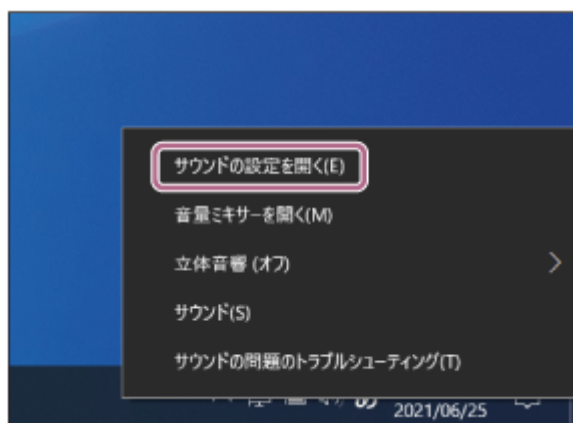 サウンドの設定を開く(E)
音量ミキサーを開く(M)
立体音響 (オフ)
サウンド(S)
サウンドの問題のトラブルシューティング(T)
あ
2021/06/25